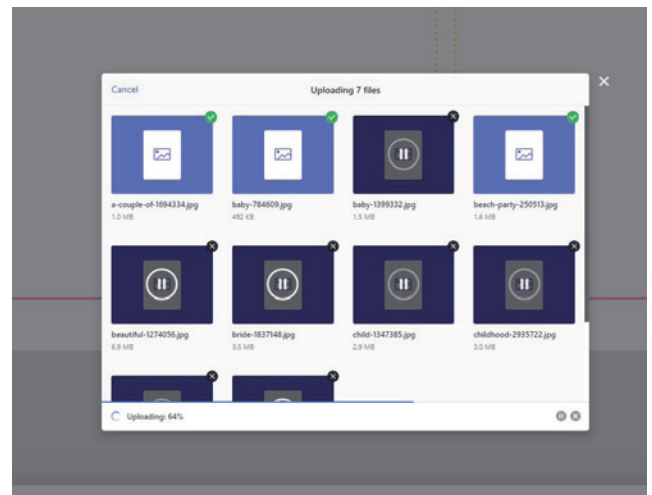 Cancel
Uploading 7 files
a-couple-of-1694334.jpg
1.0 MB
baby-784609.jpg
492 KB
baby-1399332.jpg
1.5 MB
beach-party-250513.jpg
1.6 MB
beautiful-1274056.jpg
6.9 MB
bride-1837148.jpg
3.5 MB
child-1347385.jpg
2.9 MB
childhood-2935722.jpg
3.0 MB
Uploading: 64%